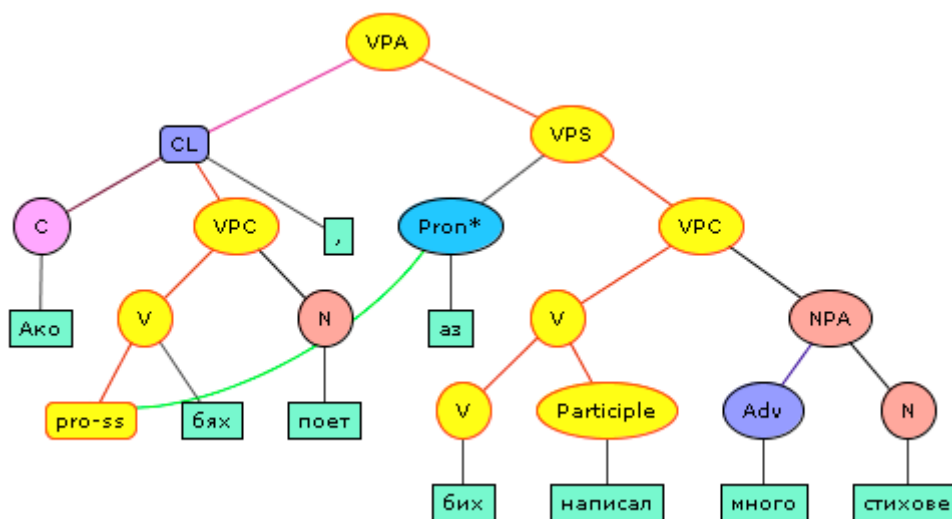 VPA
VPS
CL
C VPC , Pron* VPC
Ако V N аз V NPA
pro-ss бях поет V Participle Adv N
бих написал много стихове